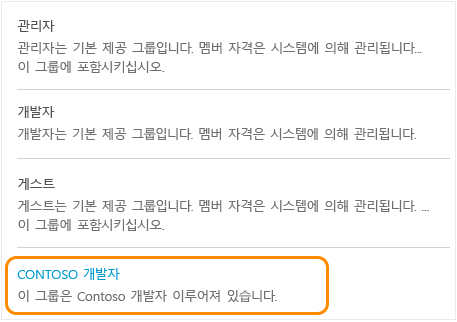 관리자
관리자는 기본 제공 그룹입니다. 멤버 자격은 시스템에 의해 관리됩니다...
이 그룹에 포함시키십시오.
개발자
개발자는 기본 제공 그룹입니다. 멤버 자격은 시스템에 의해 관리됩니다.
게스트
게스트는 기본 제공 그룹입니다. 멤버 자격은 시스템에 의해 관리됩니다. ...
이 그룹에 포함시키십시오.
CONTOSO 개발자
이 그룹은 Contoso 개발자 이루어져 있습니다.